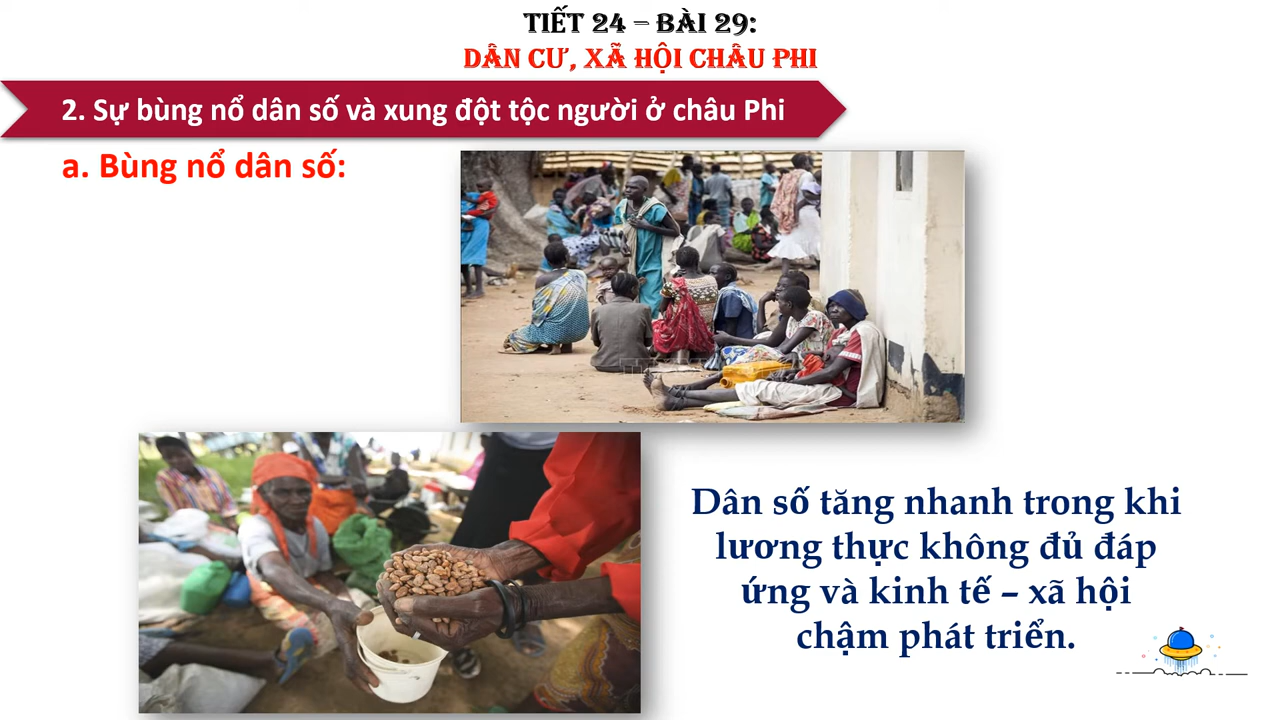 TIẾT 24 – BÀI 29:
DÂN CƯ, XÃ HỘI CHÂU PHI
2. Sự bùng nổ dân số và xung đột tộc người ở châu Phi
a. Bùng nổ dân số:
Dân số tăng nhanh trong khi
lương thực không đủ đáp
ứng và kinh tế – xã hội
chậm phát triển.